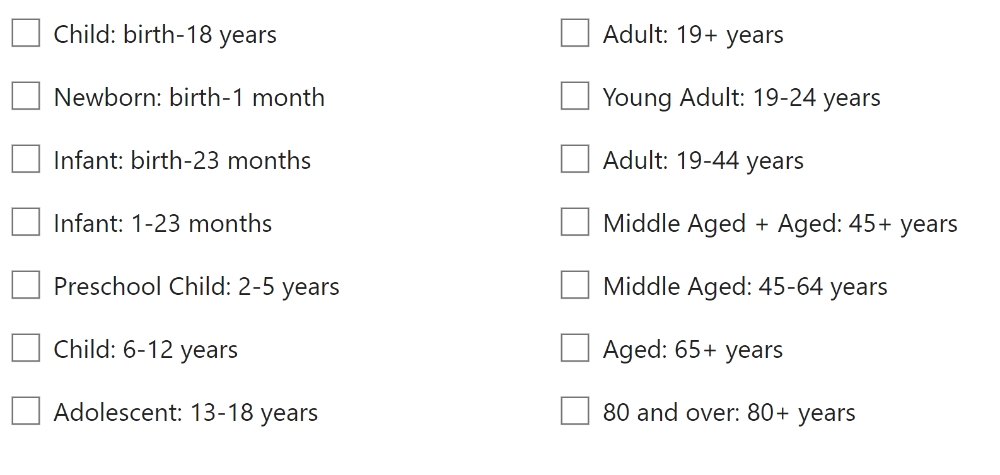 Child: birth-18 years
Newborn: birth-1 month
Infant: birth-23 months
Infant: 1-23 months
Preschool Child: 2-5 years
Child: 6-12 years
Adolescent: 13-18 years
Adult: 19+ years
Young Adult: 19-24 years
Adult: 19-44 years
Middle Aged + Aged: 45+ years
Middle Aged: 45-64 years
Aged: 65+ years
80 and over: 80+ years